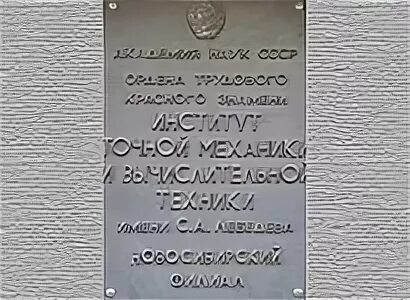 АКАДЕМИЯ НАУК СССР
ОРДЕНА ТРУДОВОГО
КРАСНОГО ЗНАМЕНИ
ИНСТИТУТ
ТОЧНОЙ МЕХАНИКИ
И ВЫЧИСЛИТЕЛЬНОЙ
ТЕХНИКИ
ИМЕНИ С.А. ЛЕБЕДЕВА
НОВОСИБИРСКИЙ
ФИЛИАЛ